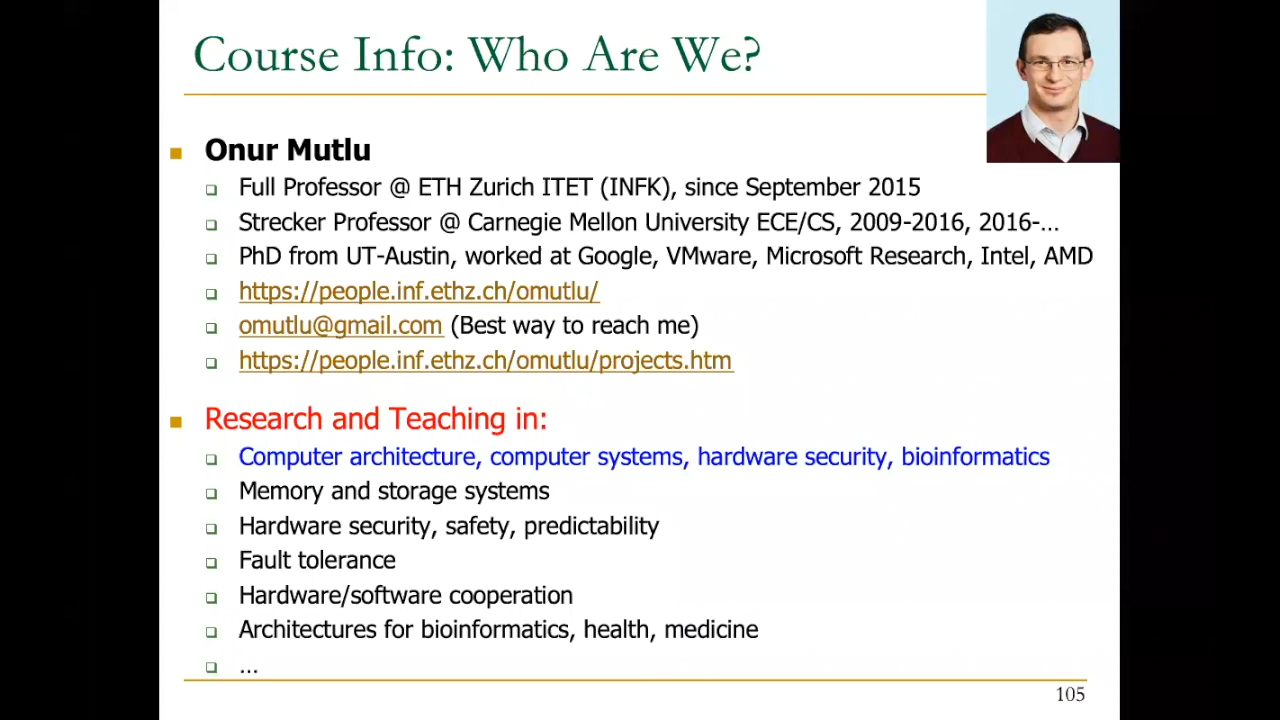 Course Info: Who Are We?
Onur Mutlu
Full Professor @ ETH Zurich ITET (INFK), since September 2015
Strecker Professor @ Carnegie Mellon University ECE/CS, 2009-2016, 2016-…
PhD from UT-Austin, worked at Google, VMware, Microsoft Research, Intel, AMD
https://people.inf.ethz.ch/omutlu/
omutlu@gmail.com (Best way to reach me)
https://people.inf.ethz.ch/omutlu/projects.htm
Research and Teaching in:
Computer architecture, computer systems, hardware security, bioinformatics
Memory and storage systems
Hardware security, safety, predictability
Fault tolerance
Hardware/software cooperation
Architectures for bioinformatics, health, medicine
…
105